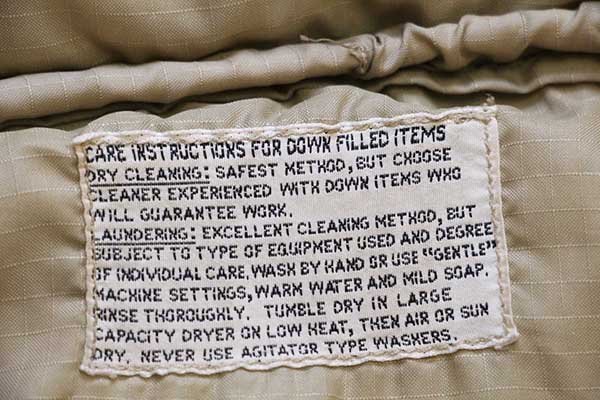 CARE INSTRUCTIONS FOR DOWN FILLED ITEMS
DRY CLEANING: SAFEST METHOD, BUT CHOOSE
CLEANER EXPERIENCED WITH DOWN ITEMS WHO
WILL GUARANTEE WORK.
LAUNDERING: EXCELLENT CLEANING METHOD, BUT
SUBJECT TO TYPE OF EQUIPMENT USED AND DEGREE
OF INDIVIDUAL CARE. WASH BY HAND OR USE "GENTLE"
MACHINE SETTINGS, WARM WATER AND MILD SOAP.
RINSE THOROUGHLY. TUMBLE DRY IN LARGE
CAPACITY DRYER ON LOW HEAT, THEN AIR OR SUN
DRY. NEVER USE AGITATOR TYPE WASHERS.